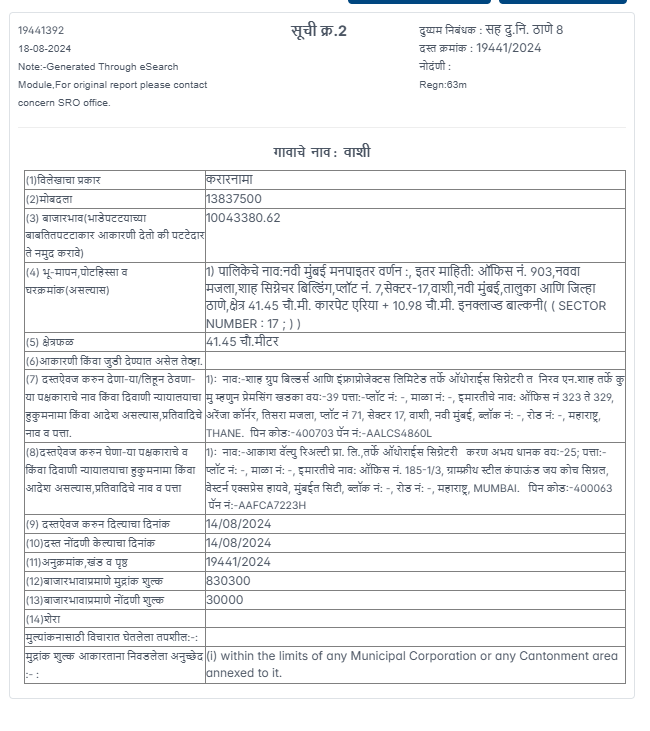 19441392
सूची क्र.2
दुय्यम निबंधक : सह दु.नि. ठाणे 8
18-08-2024
दस्त क्रमांक : 19441/2024
Note:-Generated Through eSearch
नोदंणी :
Module,For original report please contact
Regn:63m
concern SRO office.
गावाचे नाव : वाशी
(1)विलेखाचा प्रकार
करारनामा
(2)मोबदला
13837500
(3) बाजारभाव(भाडेपटटयाच्या
बाबतितपटटाकार आकारणी देतो की पटटेदार
ते नमुद करावे)
10043380.62
(4) भू-मापन,पोटहिस्सा व
घरक्रमांक(असल्यास)
1) पालिकेचे नाव:नवी मुंबई मनपाइतर वर्णन :, इतर माहिती: ऑफिस नं. 903,नववा
मजला,शाह सिग्नेचर बिल्डिंग,प्लॉट नं. 7,सेक्टर-17,वाशी,नवी मुंबई,तालुका आणि जिल्हा
ठाणे,क्षेत्र 41.45 चौ.मी. कारपेट एरिया + 10.98 चौ.मी. इनक्लाज्ड बाल्कनी( ( SECTOR
NUMBER : 17 ; ) )
(5) क्षेत्रफळ
41.45 चौ.मीटर
(6)आकारणी किंवा जुडी देण्यात असेल तेव्हा.
(7) दस्तऐवज करुन देणा-या/लिहून ठेवणा-
या पक्षकाराचे नाव किंवा दिवाणी न्यायालयाचा
हुकुमनामा किंवा आदेश असल्यास,प्रतिवादिचे
नाव व पत्ता.
1): नाव:-शाह ग्रुप बिल्डर्स आणि इंफ्राप्रोजेक्टस लिमिटेड तर्फे ऑथोराईस सिग्नेटरी त निरव एन.शाह तर्फे कु
मु म्हणुन प्रेमसिंग खडका वय:-39 पत्ता:-प्लॉट नं: -, माळा नं: -, इमारतीचे नाव: ऑफिस नं 323 ते 329,
अरेंजा कॉर्नर, तिसरा मजला, प्लॉट नं 71, सेक्टर 17, वाशी, नवी मुंबई, ब्लॉक नं: -, रोड नं: -, महाराष्ट्र,
THANE. पिन कोड:-400703 पॅन नं:-AALCS4860L
(8)दस्तऐवज करुन घेणा-या पक्षकाराचे व
किंवा दिवाणी न्यायालयाचा हुकुमनामा किंवा
आदेश असल्यास,प्रतिवादिचे नाव व पत्ता
1): नाव:-आकाश वॅल्यु रिअल्टी प्रा. लि.,तर्फे ऑथोराईस सिग्नेटरी करण अभय धानक वय:-25; पत्ता:-
प्लॉट नं: -, माळा नं: -, इमारतीचे नाव: ऑफिस नं. 185-1/3, ग्राम्फ्रीथ स्टील कंपाऊंड जय कोच सिग्नल,
वेस्टर्न एक्सप्रेस हायवे, मुंबईत सिटी, ब्लॉक नं: -, रोड नं: -, महाराष्ट्र, MUMBAI. पिन कोड:-400063
पॅन नं:-AAFCA7223H
(9) दस्तऐवज करुन दिल्याचा दिनांक
14/08/2024
(10)दस्त नोंदणी केल्याचा दिनांक
14/08/2024
(11)अनुक्रमांक,खंड व पृष्ठ
19441/2024
(12)बाजारभावाप्रमाणे मुद्रांक शुल्क
830300
(13)बाजारभावाप्रमाणे नोंदणी शुल्क
30000
(14)शेरा
मुल्यांकनासाठी विचारात घेतलेला तपशील:-:
मुद्रांक शुल्क आकारताना निवडलेला अनुच्छेद
:- :
(i) within the limits of any Municipal Corporation or any Cantonment area
annexed to it.